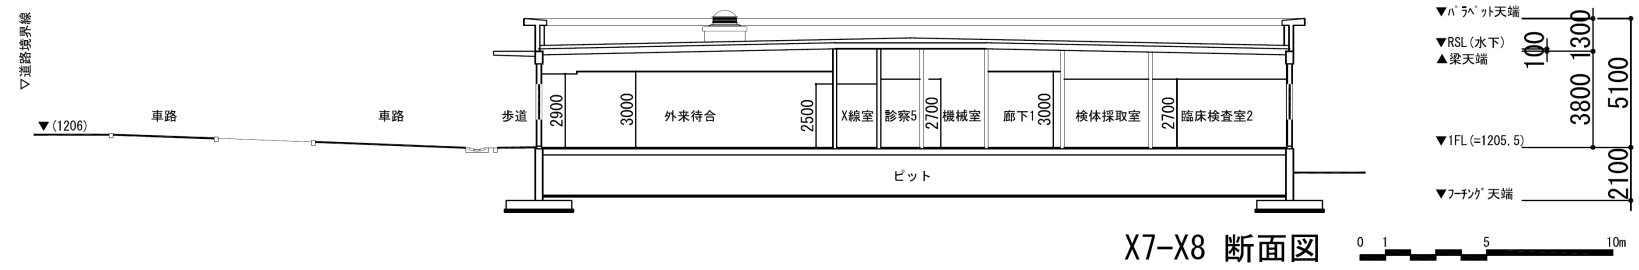 ▽道路境界線
▼(1206)
車路
車路
歩道
2900
3000
外来待合
2500
X線室
診察5
2700
機械室
廊下1
3000
検体採取室
2700
臨床検査室2
ピット
▼ﾊﾟﾗﾍﾟｯﾄ天端
▼RSL(水下)
▲梁天端
▼1FL(=1205.5)
▼ﾌｰﾁﾝｸﾞ天端
100
1300
3800
5100
2100
X7-X8 断面図
0 1 5 10m